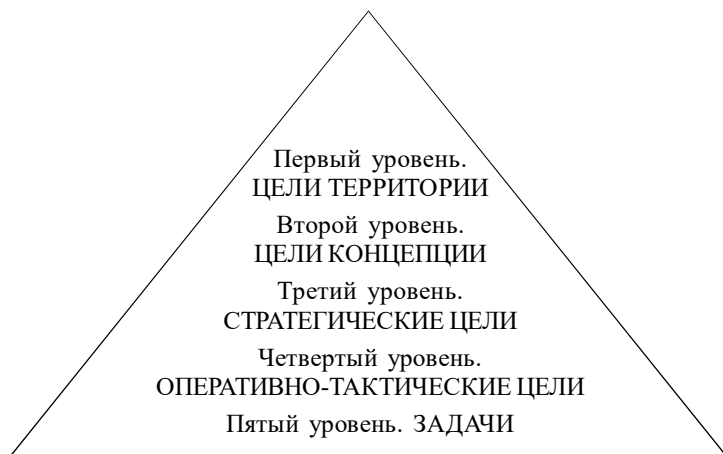 Первый уровень.
ЦЕЛИ ТЕРРИТОРИИ
Второй уровень.
ЦЕЛИ КОНЦЕПЦИИ
Третий уровень.
СТРАТЕГИЧЕСКИЕ ЦЕЛИ
Четвертый уровень.
ОПЕРАТИВНО-ТАКТИЧЕСКИЕ ЦЕЛИ
Пятый уровень. ЗАДАЧИ